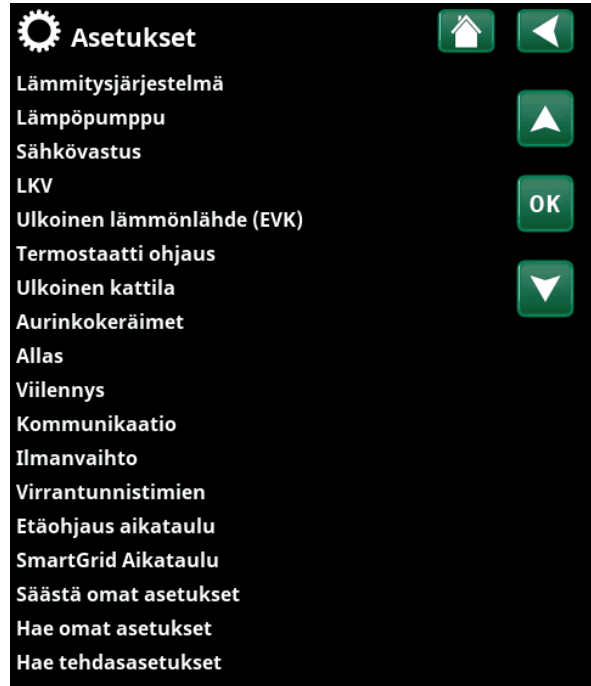 Asetukset
Lämmitysjärjestelmä
Lämpöpumppu
Sähkövastus
LKV
OK
Ulkoinen lämmönlähde (EVK)
Termostaatti ohjaus
Ulkoinen kattila
Aurinkokeräimet
Allas
Viilennys
Kommunikaatio
Ilmanvaihto
Virrantunnistimien
Etäohjaus aikataulu
SmartGrid Aikataulu
Säästä omat asetukset
Hae omat asetukset
Hae tehdasasetukset